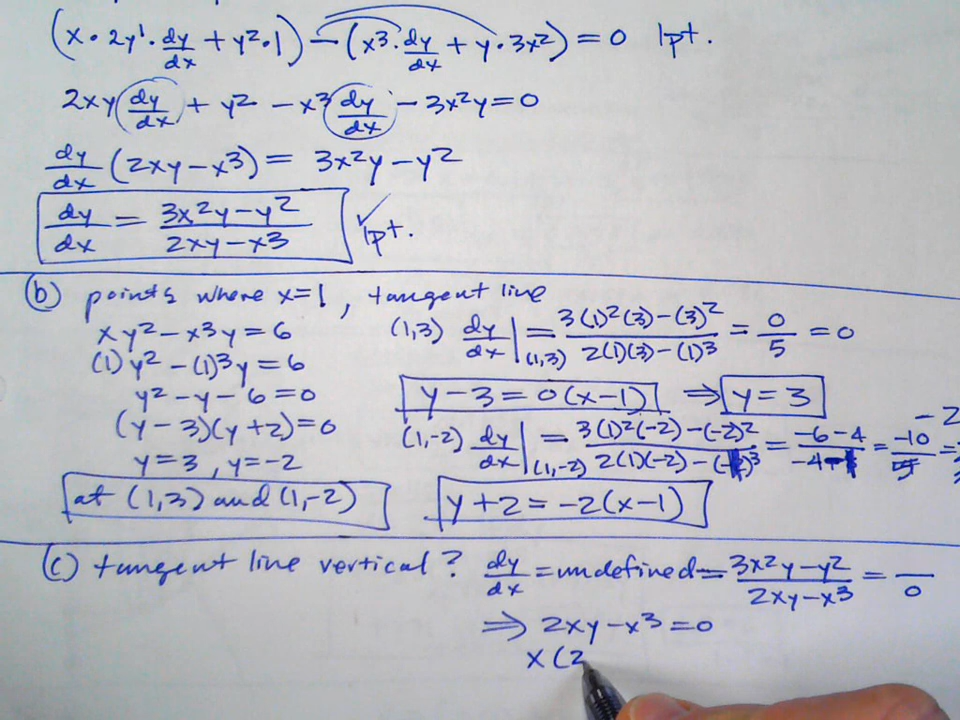 (x • 2y¹ • dy/dx + y² • 1) − (x³ • dy/dx + y • 3x²) = 0 1pt.
2xy dy/dx + y² − x³ dy/dx − 3x²y = 0
dy/dx (2xy − x³) = 3x²y − y²
dy/dx = (3x²y − y²)/(2xy − x³) ✓ 1pt.
(b) points where x=1, tangent line
xy² − x³y = 6
(1)y² − (1)³y = 6
y² − y − 6 = 0
(y − 3)(y + 2) = 0
y = 3, y = −2
at (1,3) and (1,−2)
(1,3) dy/dx |(1,3) = (3(1)²(3) − (3)²)/(2(1)(3) − (1)³) = 0/5 = 0
y − 3 = 0(x − 1) ⇒ y = 3
(1,−2) dy/dx |(1,−2) = (3(1)²(−2) − (−2)²)/(2(1)(−2) − (1)³) = (−6 − 4)/(−4 − 1) = −10/ = −2
y + 2 = −2(x − 1)
(c) tangent line vertical? dy/dx = undefined = (3x²y − y²)/(2xy − x³) = —/0
⇒ 2xy − x³ = 0
x(2